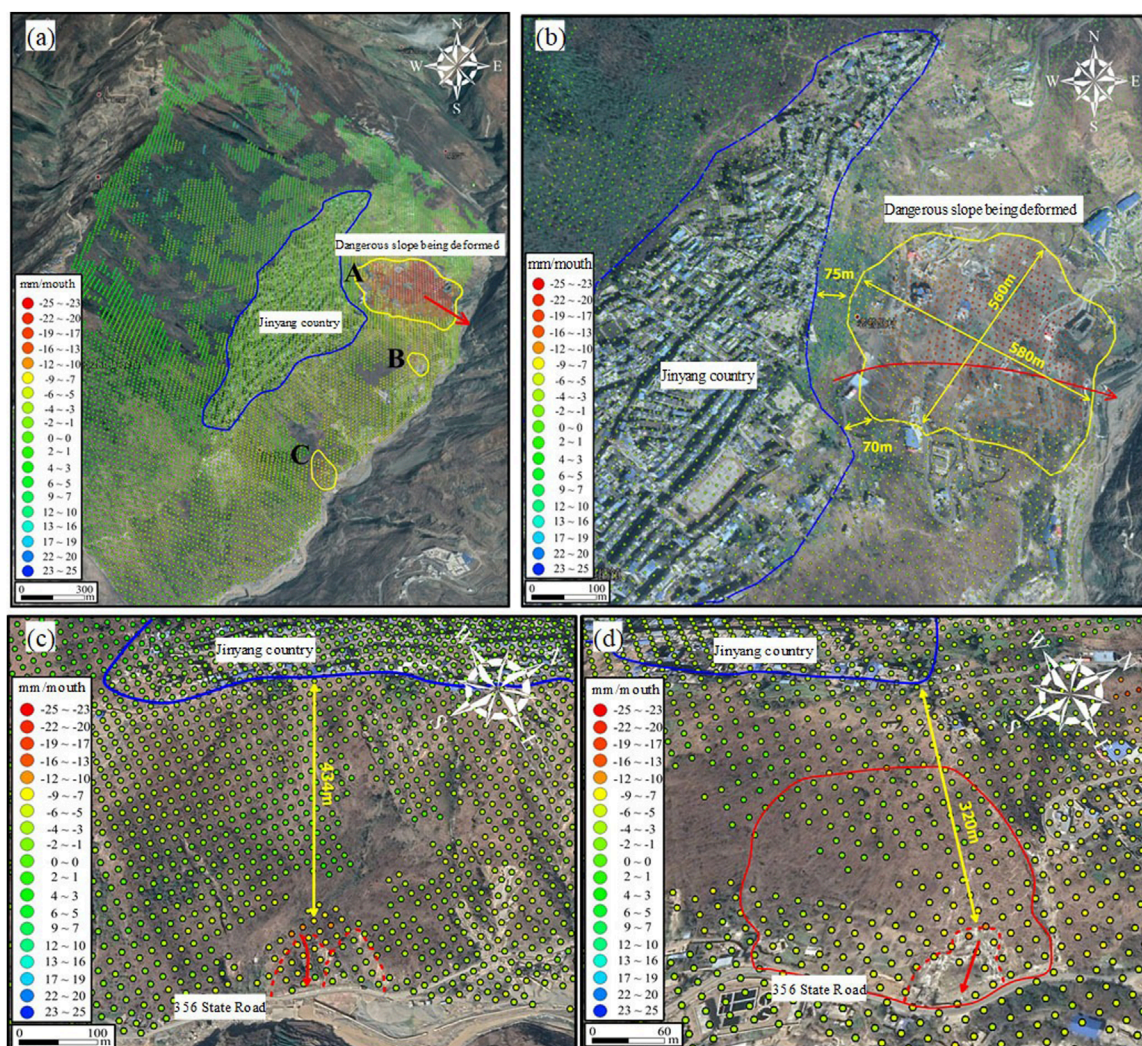 (a)
N
W
E
S
Dangerous slope being deformed
A
Jinyang country
B
C
mm/mouth
-25 ~ -23
-22 ~ -20
-19 ~ -17
-16 ~ -13
-12 ~ -10
-9 ~ -7
-6 ~ -5
-4 ~ -3
-2 ~ -1
0 ~ 0
2 ~ 1
4 ~ 3
6 ~ 5
9 ~ 7
12 ~ 10
13 ~ 16
17 ~ 19
22 ~ 20
23 ~ 25
0 300
m
(b)
N
W
E
S
Dangerous slope being deformed
75m
560m
580m
Jinyang country
70m
mm/mouth
-25 ~ -23
-22 ~ -20
-19 ~ -17
-16 ~ -13
-12 ~ -10
-9 ~ -7
-6 ~ -5
-4 ~ -3
-2 ~ -1
0 ~ 0
2 ~ 1
4 ~ 3
6 ~ 5
9 ~ 7
12 ~ 10
13 ~ 16
17 ~ 19
22 ~ 20
23 ~ 25
0 100
m
(c)
Jinyang country
W
N
S
E
434m
356 State Road
mm/mouth
-25 ~ -23
-22 ~ -20
-19 ~ -17
-16 ~ -13
-12 ~ -10
-9 ~ -7
-6 ~ -5
-4 ~ -3
-2 ~ -1
0 ~ 0
2 ~ 1
4 ~ 3
6 ~ 5
9 ~ 7
12 ~ 10
13 ~ 16
17 ~ 19
22 ~ 20
23 ~ 25
0 100
m
(d)
Jinyang country
W
N
S
E
320m
356 State Road
mm/mouth
-25 ~ -23
-22 ~ -20
-19 ~ -17
-16 ~ -13
-12 ~ -10
-9 ~ -7
-6 ~ -5
-4 ~ -3
-2 ~ -1
0 ~ 0
2 ~ 1
4 ~ 3
6 ~ 5
9 ~ 7
12 ~ 10
13 ~ 16
17 ~ 19
22 ~ 20
23 ~ 25
0 60
m